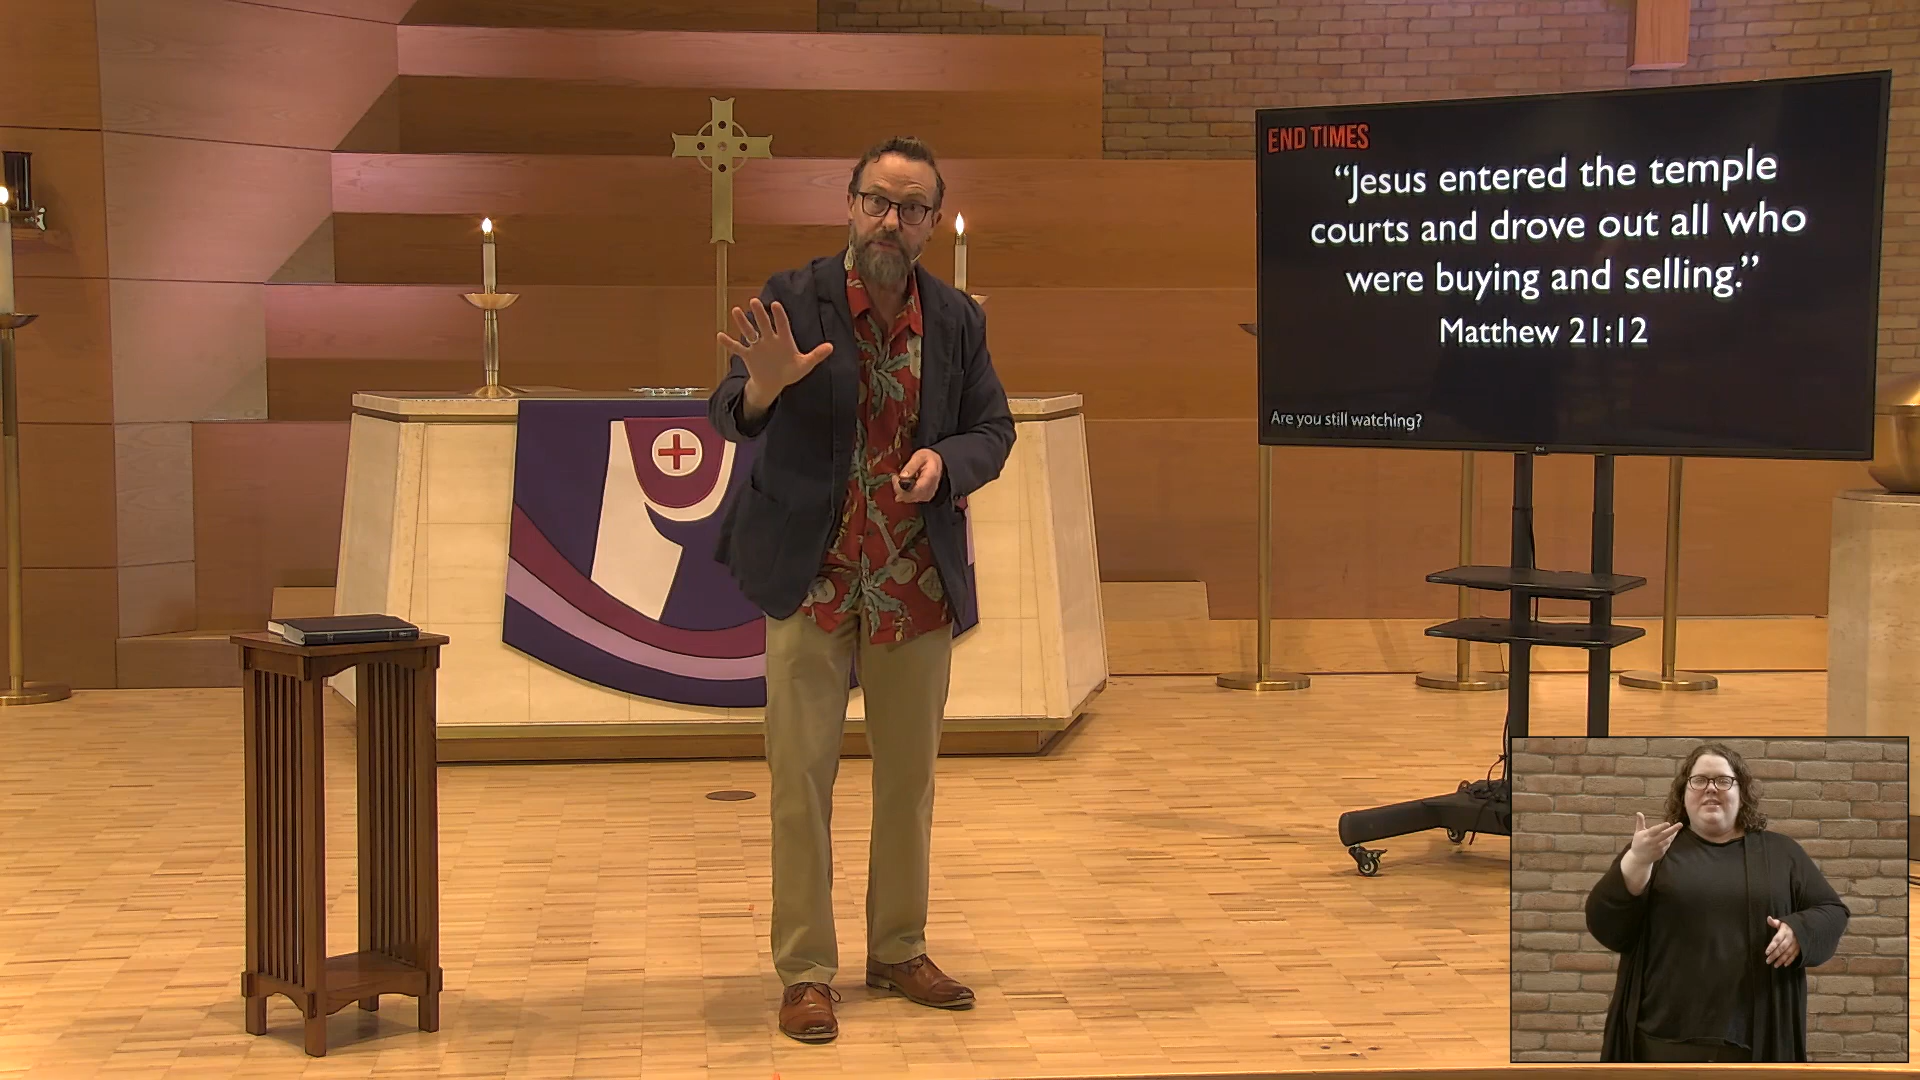 END TIMES
“Jesus entered the temple
courts and drove out all who
were buying and selling.”
Matthew 21:12
Are you still watching?